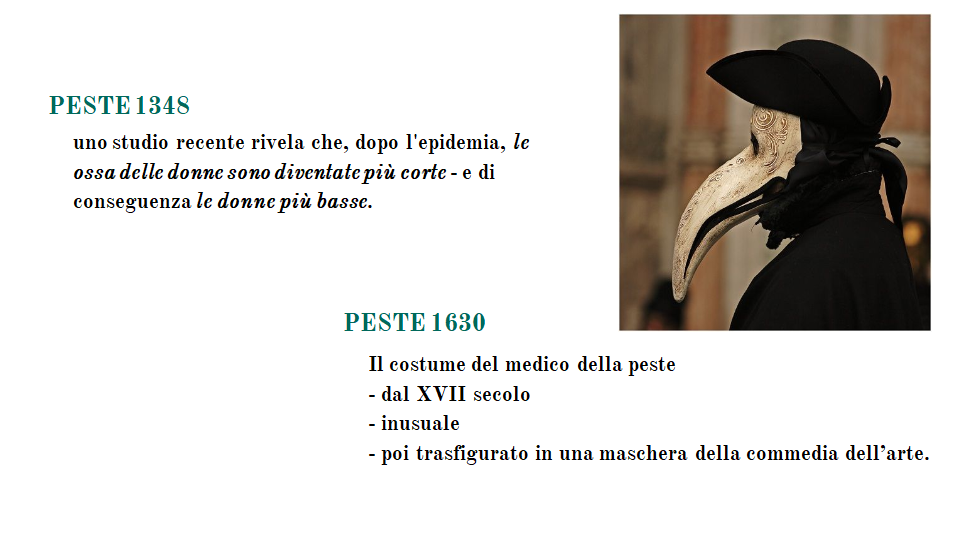 PESTE 1348
uno studio recente rivela che, dopo l'epidemia, le
ossa delle donne sono diventate più corte - e di
conseguenza le donne più basse.
PESTE 1630
Il costume del medico della peste
- dal XVII secolo
- inusuale
- poi trasfigurato in una maschera della commedia dell’arte.